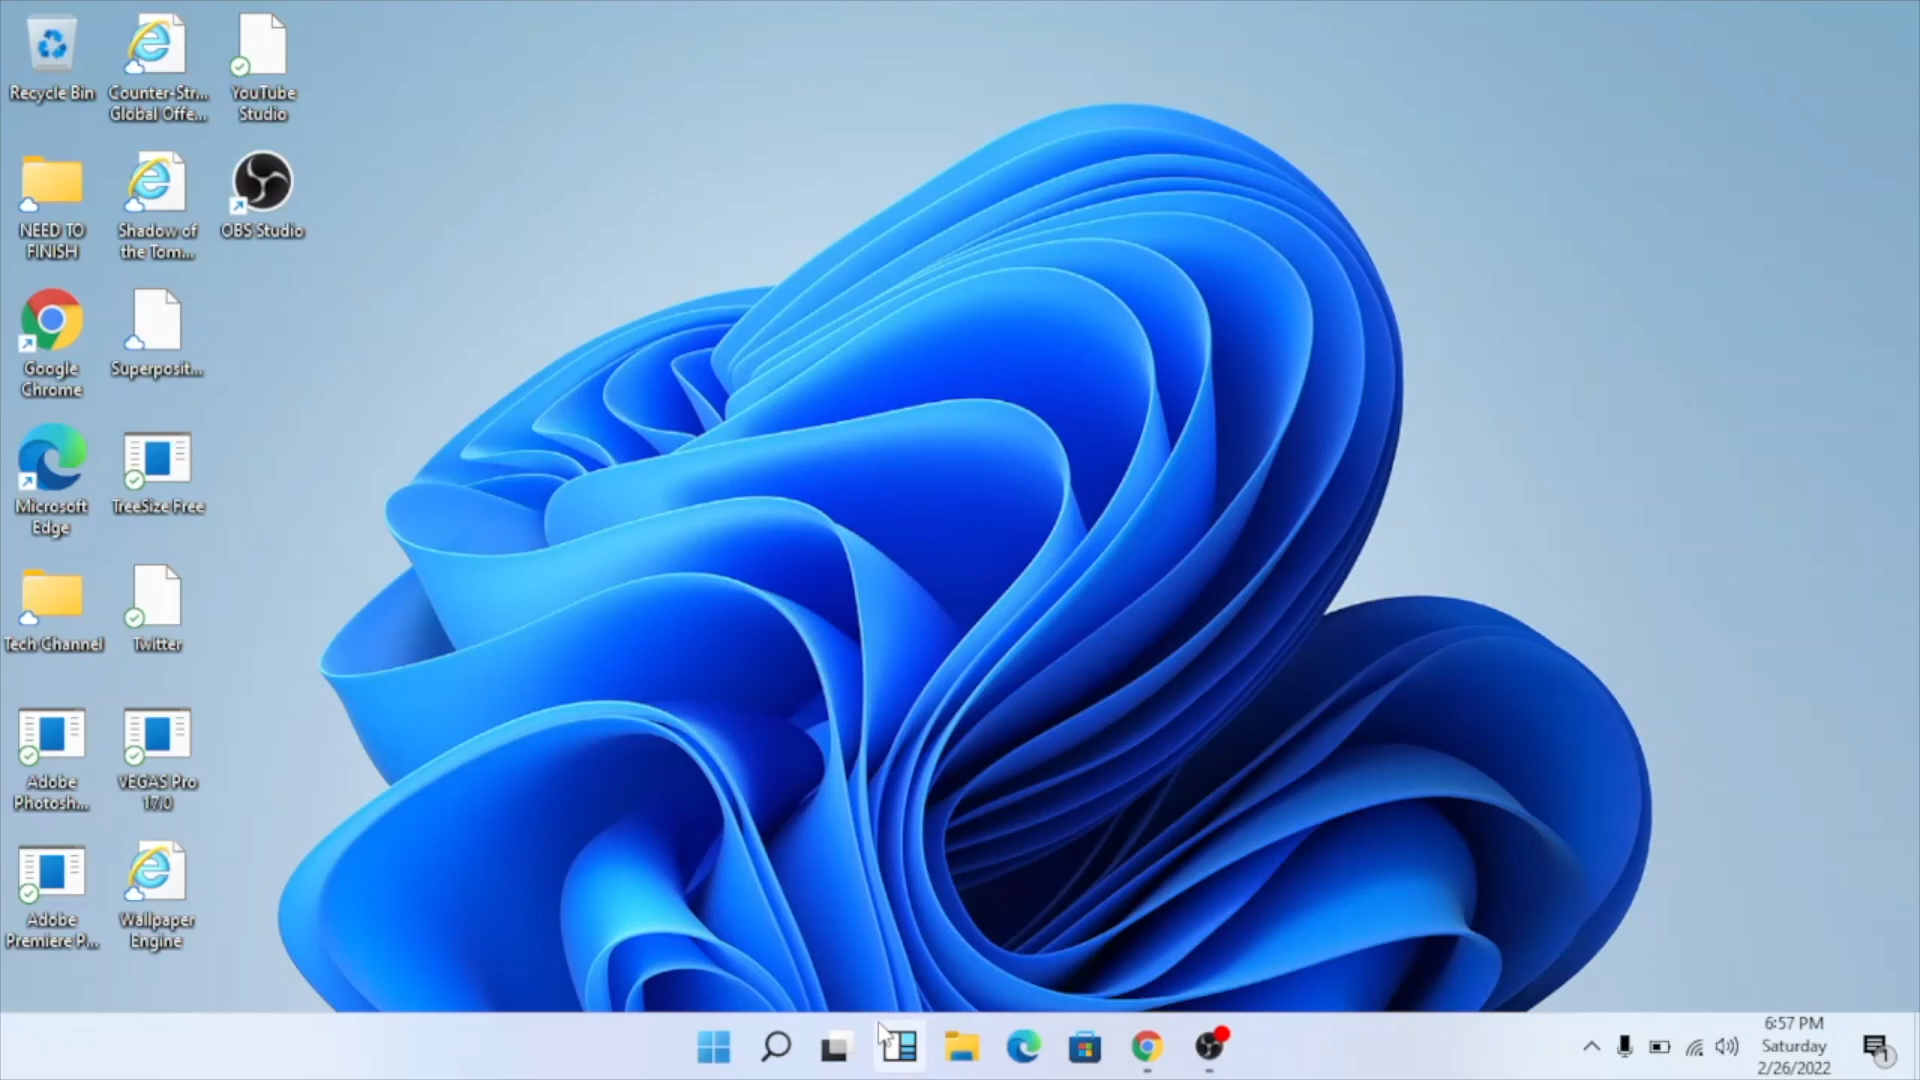 Recycle Bin
Counter-Str...
Global Offe...
YouTube
Studio
NEED TO
FINISH
Shadow of
the Tom...
OBS Studio
Google
Chrome
Superposit...
Microsoft
Edge
TreeSize Free
Tech Channel
Twitter
Adobe
Photosh...
VEGAS Pro
17.0
Adobe
Premiere P...
Wallpaper
Engine
6:57 PM
Saturday
2/26/2022
1